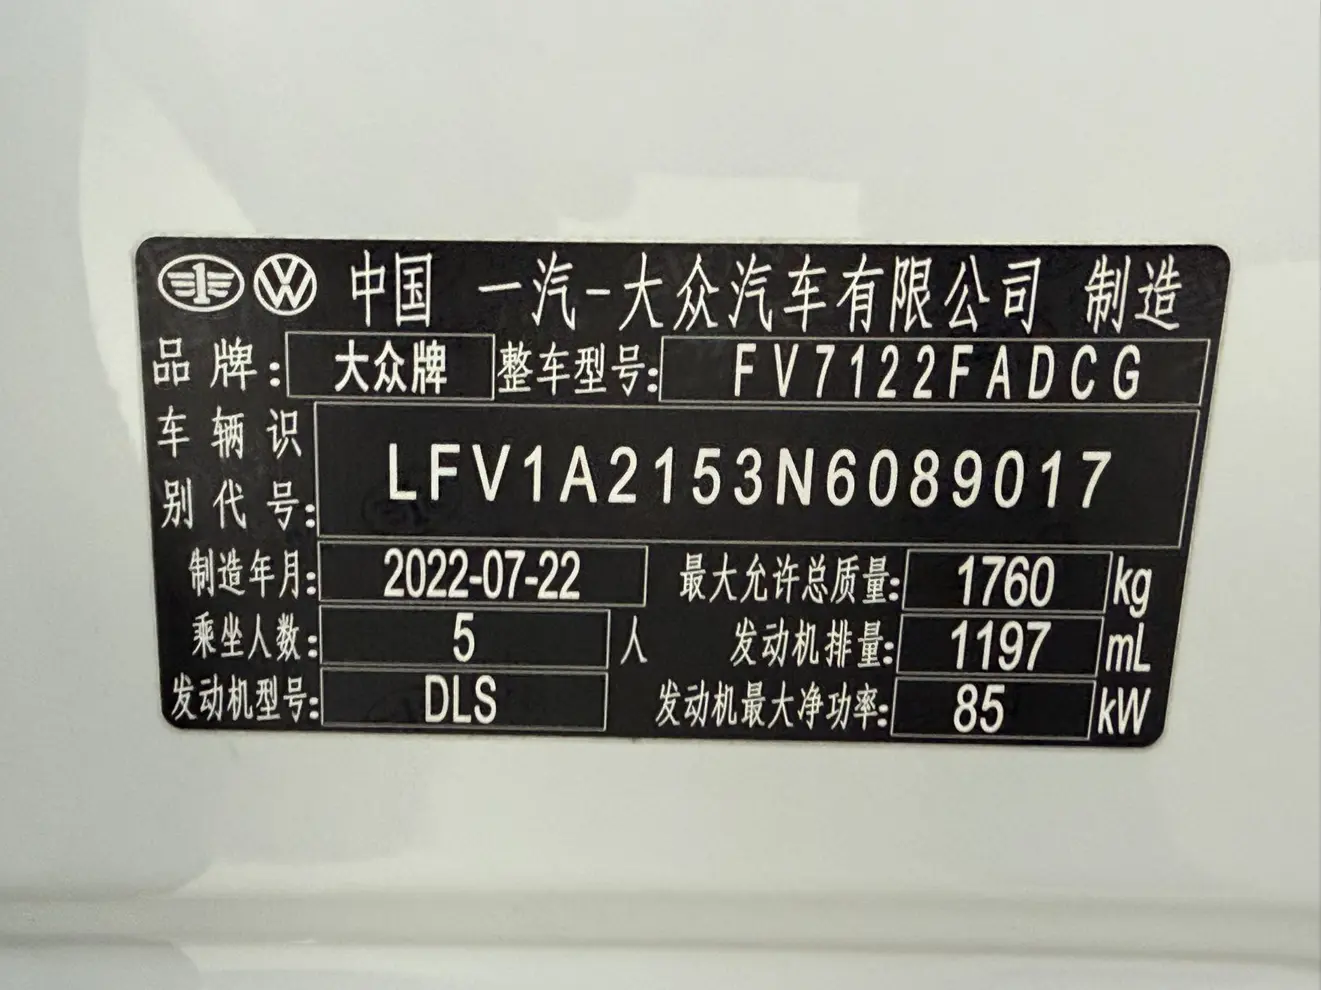 中国 一汽-大众汽车有限公司 制造
品牌: 大众牌 整车型号: FV7122FADCG
车辆识别代号: LFV1A2153N6089017
制造年月: 2022-07-22 最大允许总质量: 1760 kg
乘坐人数: 5 人 发动机排量: 1197 mL
发动机型号: DLS 发动机最大净功率: 85 kW